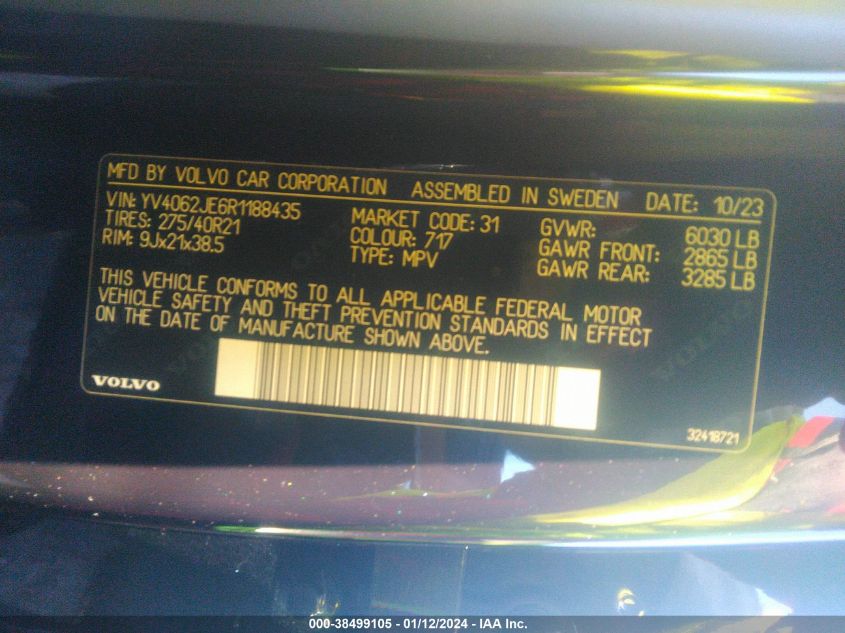 MFD BY VOLVO CAR CORPORATION ASSEMBLED IN SWEDEN DATE: 10/23
VIN: YV4062JE6R1188435 MARKET CODE: 31 GVWR: 6030 LB
TIRES: 275/40R21 COLOUR: 717 GAWR FRONT: 2865 LB
RIM: 9Jx21x38.5 TYPE: MPV GAWR REAR: 3285 LB
THIS VEHICLE CONFORMS TO ALL APPLICABLE FEDERAL MOTOR
VEHICLE SAFETY AND THEFT PREVENTION STANDARDS IN EFFECT
ON THE DATE OF MANUFACTURE SHOWN ABOVE.
VOLVO
32418721
000-38499105 - 01/12/2024 - IAA Inc.